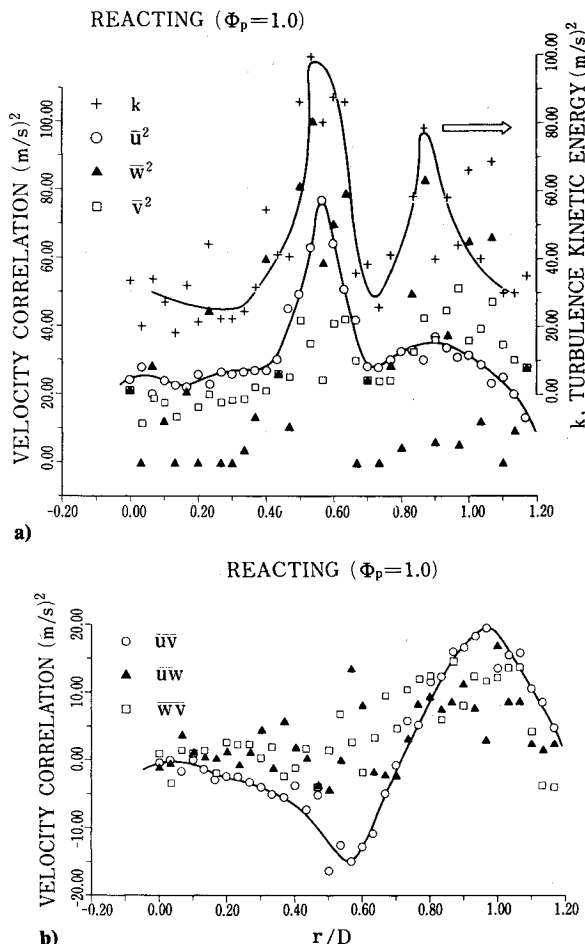 REACTING (Φp=1.0)
VELOCITY CORRELATION (m/s)²
100.00
80.00
60.00
40.00
20.00
0.00
+ k
○ ū²
▲ w̄²
□ v̄²
k, TURBULENCE KINETIC ENERGY (m/s)²
100.00
80.00
60.00
40.00
20.00
0.00
-0.20 0.00 0.20 0.40 0.60 0.80 1.00 1.20
a)
REACTING (Φp=1.0)
VELOCITY CORRELATION (m/s)²
20.00
10.00
0.00
-10.00
-20.00
○ ūv̄
▲ ūw̄
□ w̄v̄
-0.20 0.00 0.20 0.40 0.60 0.80 1.00 1.20
b) r/D